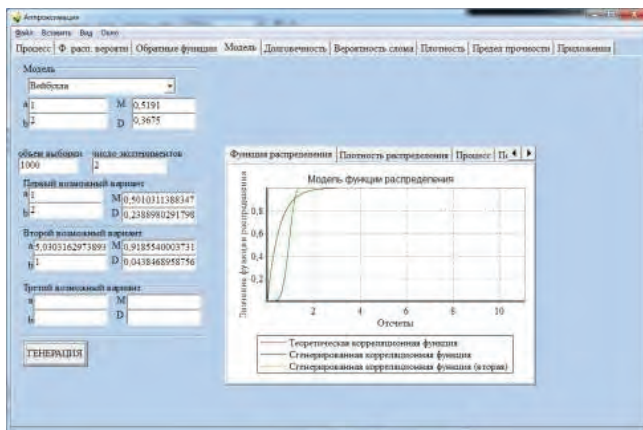 Аппроксимация
Файл Вставить Вид Окно
Процесс Ф. расп. вероятн Обратные функции Модель Долговечность Вероятность слома Плотность Предел прочности Приложения
Модель
Вейбулла
a 1 M 0,5191
b 2 D 0,3675
объем выборки число экспериментов
1000 2
Первый возможный вариант
a 1 M 0,5010311388347
b 2 D 0,2388980291798
Второй возможный вариант
a 5,0303162973893 M 0,9185540003731
b 1 D 0,0438468958756
Третий возможный вариант
a M
b D
ГЕНЕРАЦИЯ
Функция распределения Плотность распределения Процесс
Модель функции распределения
Значение функции распределения
0,8
0,6
0,4
0,2
2 4 6 8 10
Отсчеты
Теоретическая корреляционная функция
Сгенерированная корреляционная функция
Сгенерированная корреляционная функция (вторая)